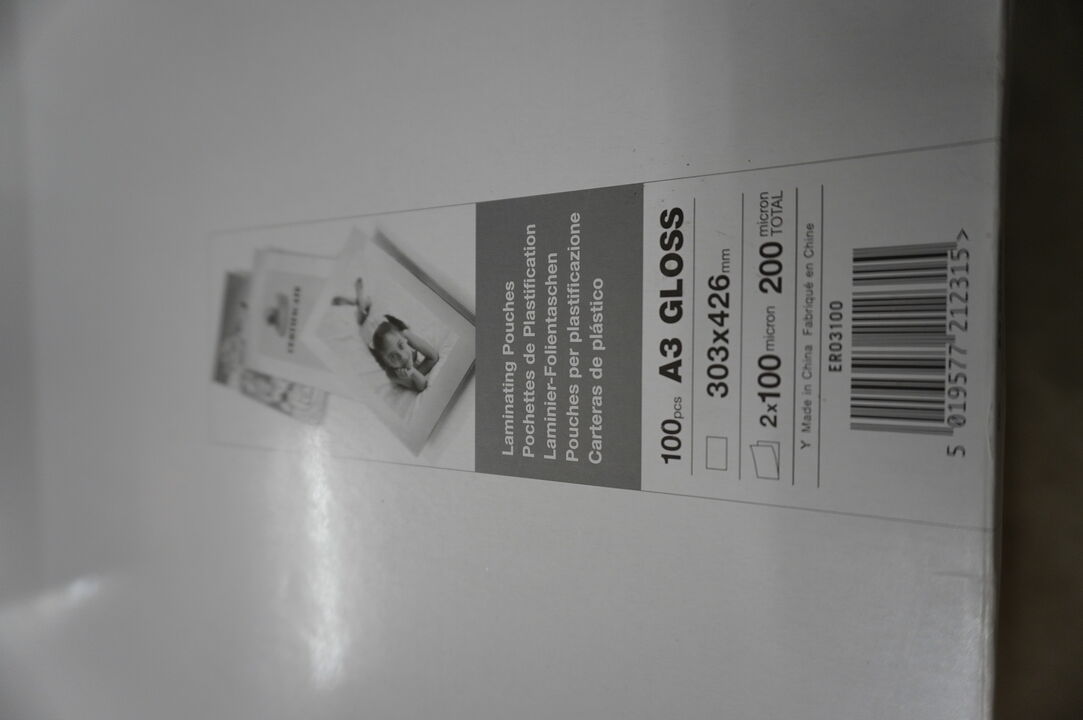 Laminating Pouches
Pochettes de Plastification
Laminier-Folientaschen
Pouches per plastificazione
Carteras de plástico
100pcs A3 GLOSS
303x426mm
2x100 micron 200 micron TOTAL
Y Made in China Fabriqué en Chine
ER03100
5 019577 212315 >